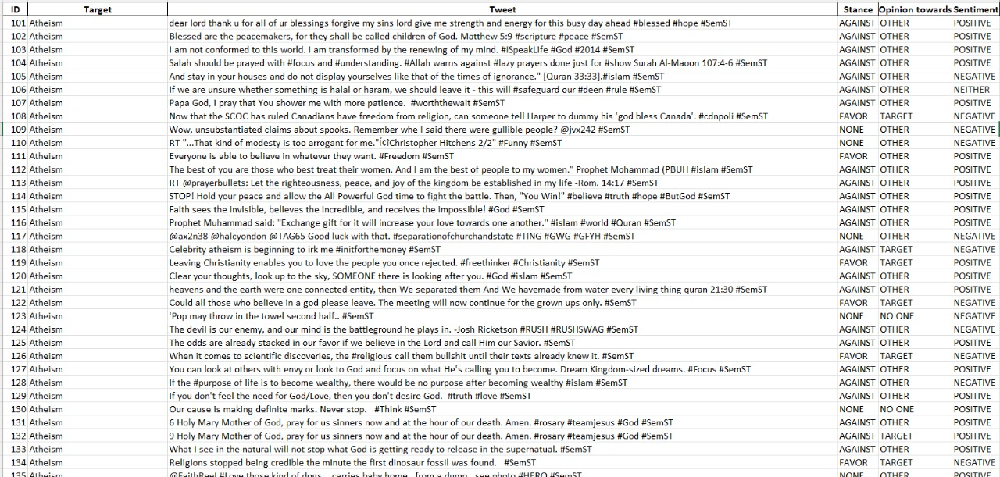 ID Target Tweet Stance Opinion towards Sentiment
101 Atheism dear lord thank u for all of ur blessings forgive my sins lord give me strength and energy for this busy day ahead #blessed #hope #SemST AGAINST OTHER POSITIVE
102 Atheism Blessed are the peacemakers, for they shall be called children of God. Matthew 5:9 #scripture #peace #SemST AGAINST OTHER POSITIVE
103 Atheism I am not conformed to this world. I am transformed by the renewing of my mind. #ISpeakLife #God #2014 #SemST AGAINST OTHER POSITIVE
104 Atheism Salah should be prayed with #focus and #understanding. #Allah warns against #lazy prayers done just for #show Surah Al-Maoon 107:4-6 #SemST AGAINST OTHER POSITIVE
105 Atheism And stay in your houses and do not display yourselves like that of the times of ignorance." [Quran 33:33].#islam #SemST AGAINST OTHER NEGATIVE
106 Atheism If we are unsure whether something is halal or haram, we should leave it - this will #safeguard our #deen #rule #SemST AGAINST OTHER NEITHER
107 Atheism Papa God, i pray that You shower me with more patience.  #worththewait #SemST AGAINST OTHER POSITIVE
108 Atheism Now that the SCOC has ruled Canadians have freedom from religion, can someone tell Harper to dummy his 'god bless Canada'. #cdnpoli #SemST FAVOR TARGET NEGATIVE
109 Atheism Wow, unsubstantiated claims about spooks. Remember whe I said there were gullible people? @jvx242 #SemST NONE OTHER NEGATIVE
110 Atheism RT "...That kind of modesty is too arrogant for me."Í¢ÎChristopher Hitchens 2/2" #Funny #SemST NONE OTHER NEGATIVE
111 Atheism Everyone is able to believe in whatever they want. #Freedom #SemST FAVOR OTHER POSITIVE
112 Atheism The best of you are those who best treat their women. And I am the best of people to my women." Prophet Mohammad (PBUH #islam #SemST AGAINST OTHER POSITIVE
113 Atheism RT @prayerbullets: Let the righteousness, peace, and joy of the kingdom be established in my life -Rom. 14:17 #SemST AGAINST OTHER POSITIVE
114 Atheism STOP! Hold your peace and allow the All Powerful God time to fight the battle. Then, "You Win!" #believe #truth #hope #ButGod #SemST AGAINST OTHER POSITIVE
115 Atheism Faith sees the invisible, believes the incredible, and receives the impossible! #God #SemST AGAINST OTHER POSITIVE
116 Atheism Prophet Muhammad said: "Exchange gift for it will increase your love towards one another." #islam #world #Quran #SemST AGAINST OTHER POSITIVE
117 Atheism @ax2n38 @halcyondon @TAG65 Good luck with that. #separationofchurchandstate #TING #GWG #GFYH #SemST NONE OTHER NEGATIVE
118 Atheism Celebrity atheism is beginning to irk me #initforthemoney #SemST AGAINST TARGET NEGATIVE
119 Atheism Leaving Christianity enables you to love the people you once rejected. #freethinker #Christianity #SemST FAVOR TARGET POSITIVE
120 Atheism Clear your thoughts, look up to the sky, SOMEONE there is looking after you. #God #islam #SemST AGAINST OTHER POSITIVE
121 Atheism heavens and the earth were one connected entity, then We separated them And We havemade from water every living thing quran 21:30 #SemST AGAINST OTHER POSITIVE
122 Atheism Could all those who believe in a god please leave. The meeting will now continue for the grown ups only. #SemST FAVOR TARGET NEGATIVE
123 Atheism 'Pop may throw in the towel second half.. #SemST NONE NO ONE NEGATIVE
124 Atheism The devil is our enemy, and our mind is the battleground he plays in. -Josh Ricketson #RUSH #RUSHSWAG #SemST AGAINST OTHER NEGATIVE
125 Atheism The odds are already stacked in our favor if we believe in the Lord and call Him our Savior. #SemST AGAINST OTHER POSITIVE
126 Atheism When it comes to scientific discoveries, the #religious call them bullshit until their texts already knew it. #SemST FAVOR TARGET NEGATIVE
127 Atheism You can look at others with envy or look to God and focus on what He's calling you to become. Dream Kingdom-sized dreams. #Focus #SemST AGAINST OTHER POSITIVE
128 Atheism If the #purpose of life is to become wealthy, there would be no purpose after becoming wealthy #islam #SemST AGAINST OTHER NEGATIVE
129 Atheism If you don't feel the need for God/Love, then you don't desire God.  #truth #love #SemST AGAINST OTHER POSITIVE
130 Atheism Our cause is making definite marks. Never stop.   #Think #SemST NONE NO ONE POSITIVE
131 Atheism 6 Holy Mary Mother of God, pray for us sinners now and at the hour of our death. Amen. #rosary #teamjesus #God #SemST AGAINST OTHER POSITIVE
132 Atheism 9 Holy Mary Mother of God, pray for us sinners now and at the hour of our death. Amen. #rosary #teamjesus #God #SemST AGAINST TARGET POSITIVE
133 Atheism What I see in the natural will not stop what God is getting ready to release in the supernatural. #SemST AGAINST OTHER POSITIVE
134 Atheism Religions stopped being credible the minute the first dinosaur fossil was found.   #SemST FAVOR TARGET NEGATIVE
135 Atheism @FaithReel #Love those kind of dogs... carries baby home.. from a dump.. see photo #HERO #SemST NONE OTHER POSITIVE